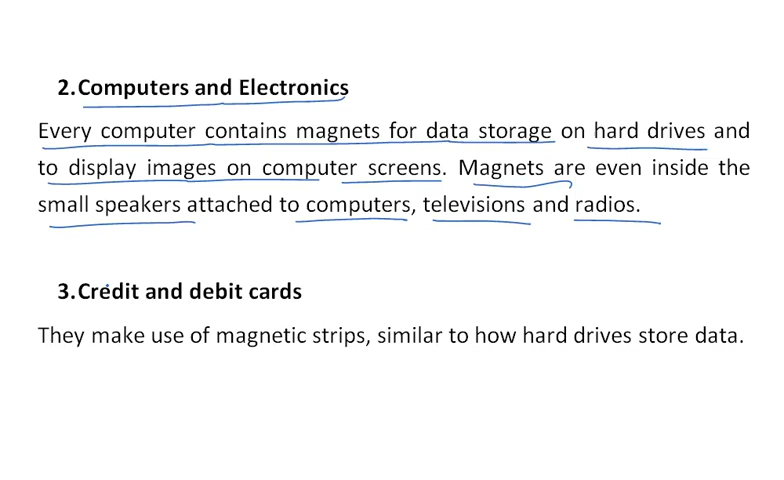 2.Computers and Electronics
Every computer contains magnets for data storage on hard drives and
to display images on computer screens. Magnets are even inside the
small speakers attached to computers, televisions and radios.
3.Credit and debit cards
They make use of magnetic strips, similar to how hard drives store data.